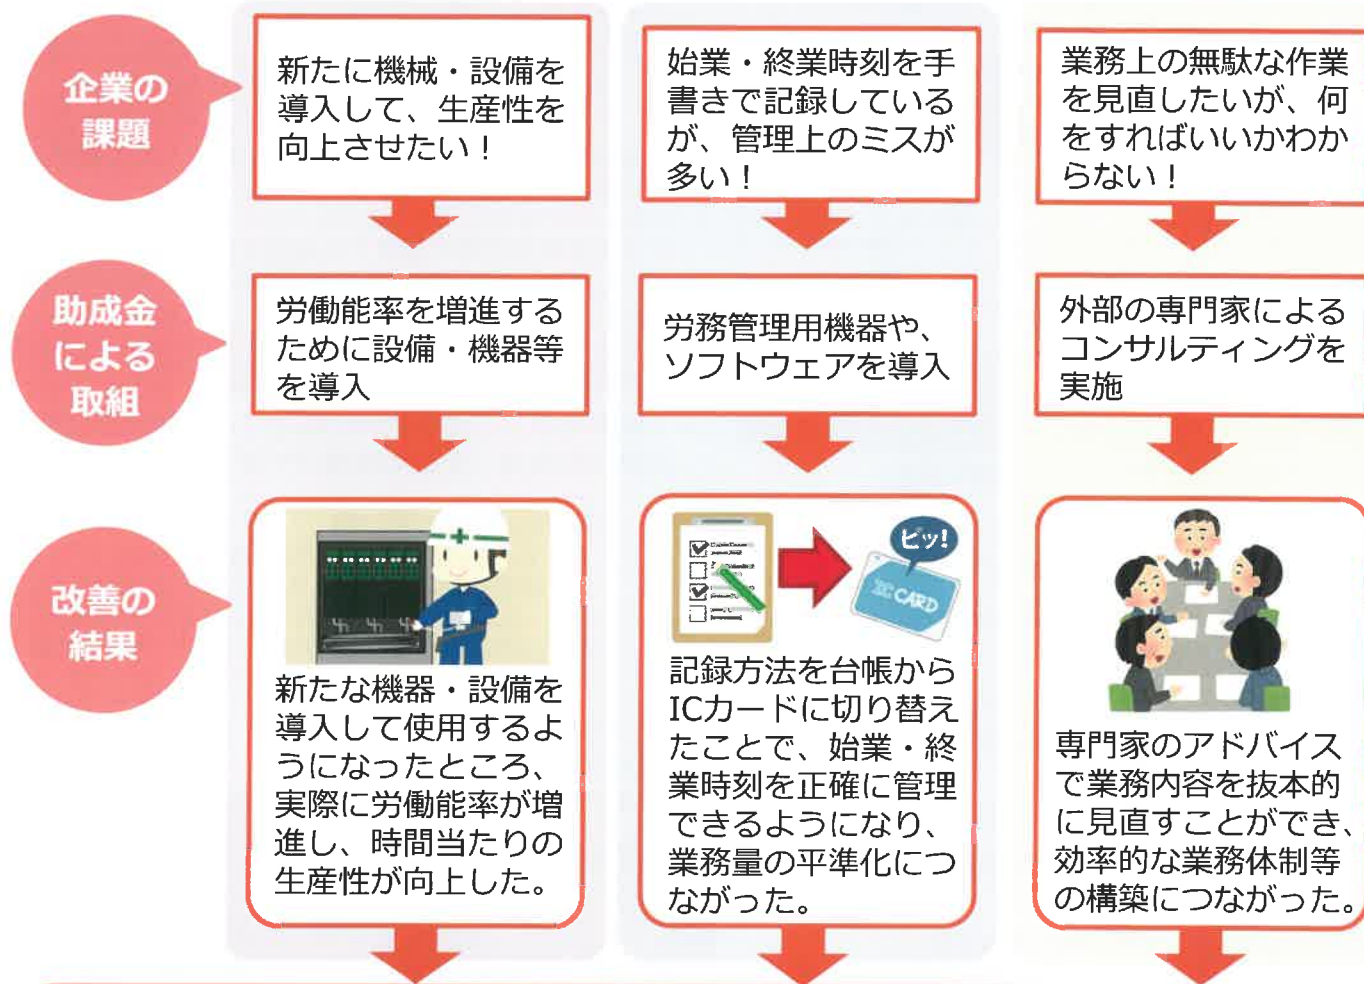 企業の
課題
新たに機械・設備を
導入して、生産性を
向上させたい！
始業・終業時刻を手
書きで記録している
が、管理上のミスが
多い！
業務上の無駄な作業
を見直したいが、何
をすればいいかわか
らない！
助成金
による
取組
労働能率を増進する
ために設備・機器等
を導入
労務管理用機器や、
ソフトウェアを導入
外部の専門家による
コンサルティングを
実施
改善の
結果
新たな機器・設備を
導入して使用するよ
うになったところ、
実際に労働能率が増
進し、時間当たりの
生産性が向上した。
ピッ!
IC CARD
記録方法を台帳から
ICカードに切り替え
たことで、始業・終
業時刻を正確に管理
できるようになり、
業務量の平準化につ
ながった。
専門家のアドバイス
で業務内容を抜本的
に見直すことができ、
効率的な業務体制等
の構築につながった。